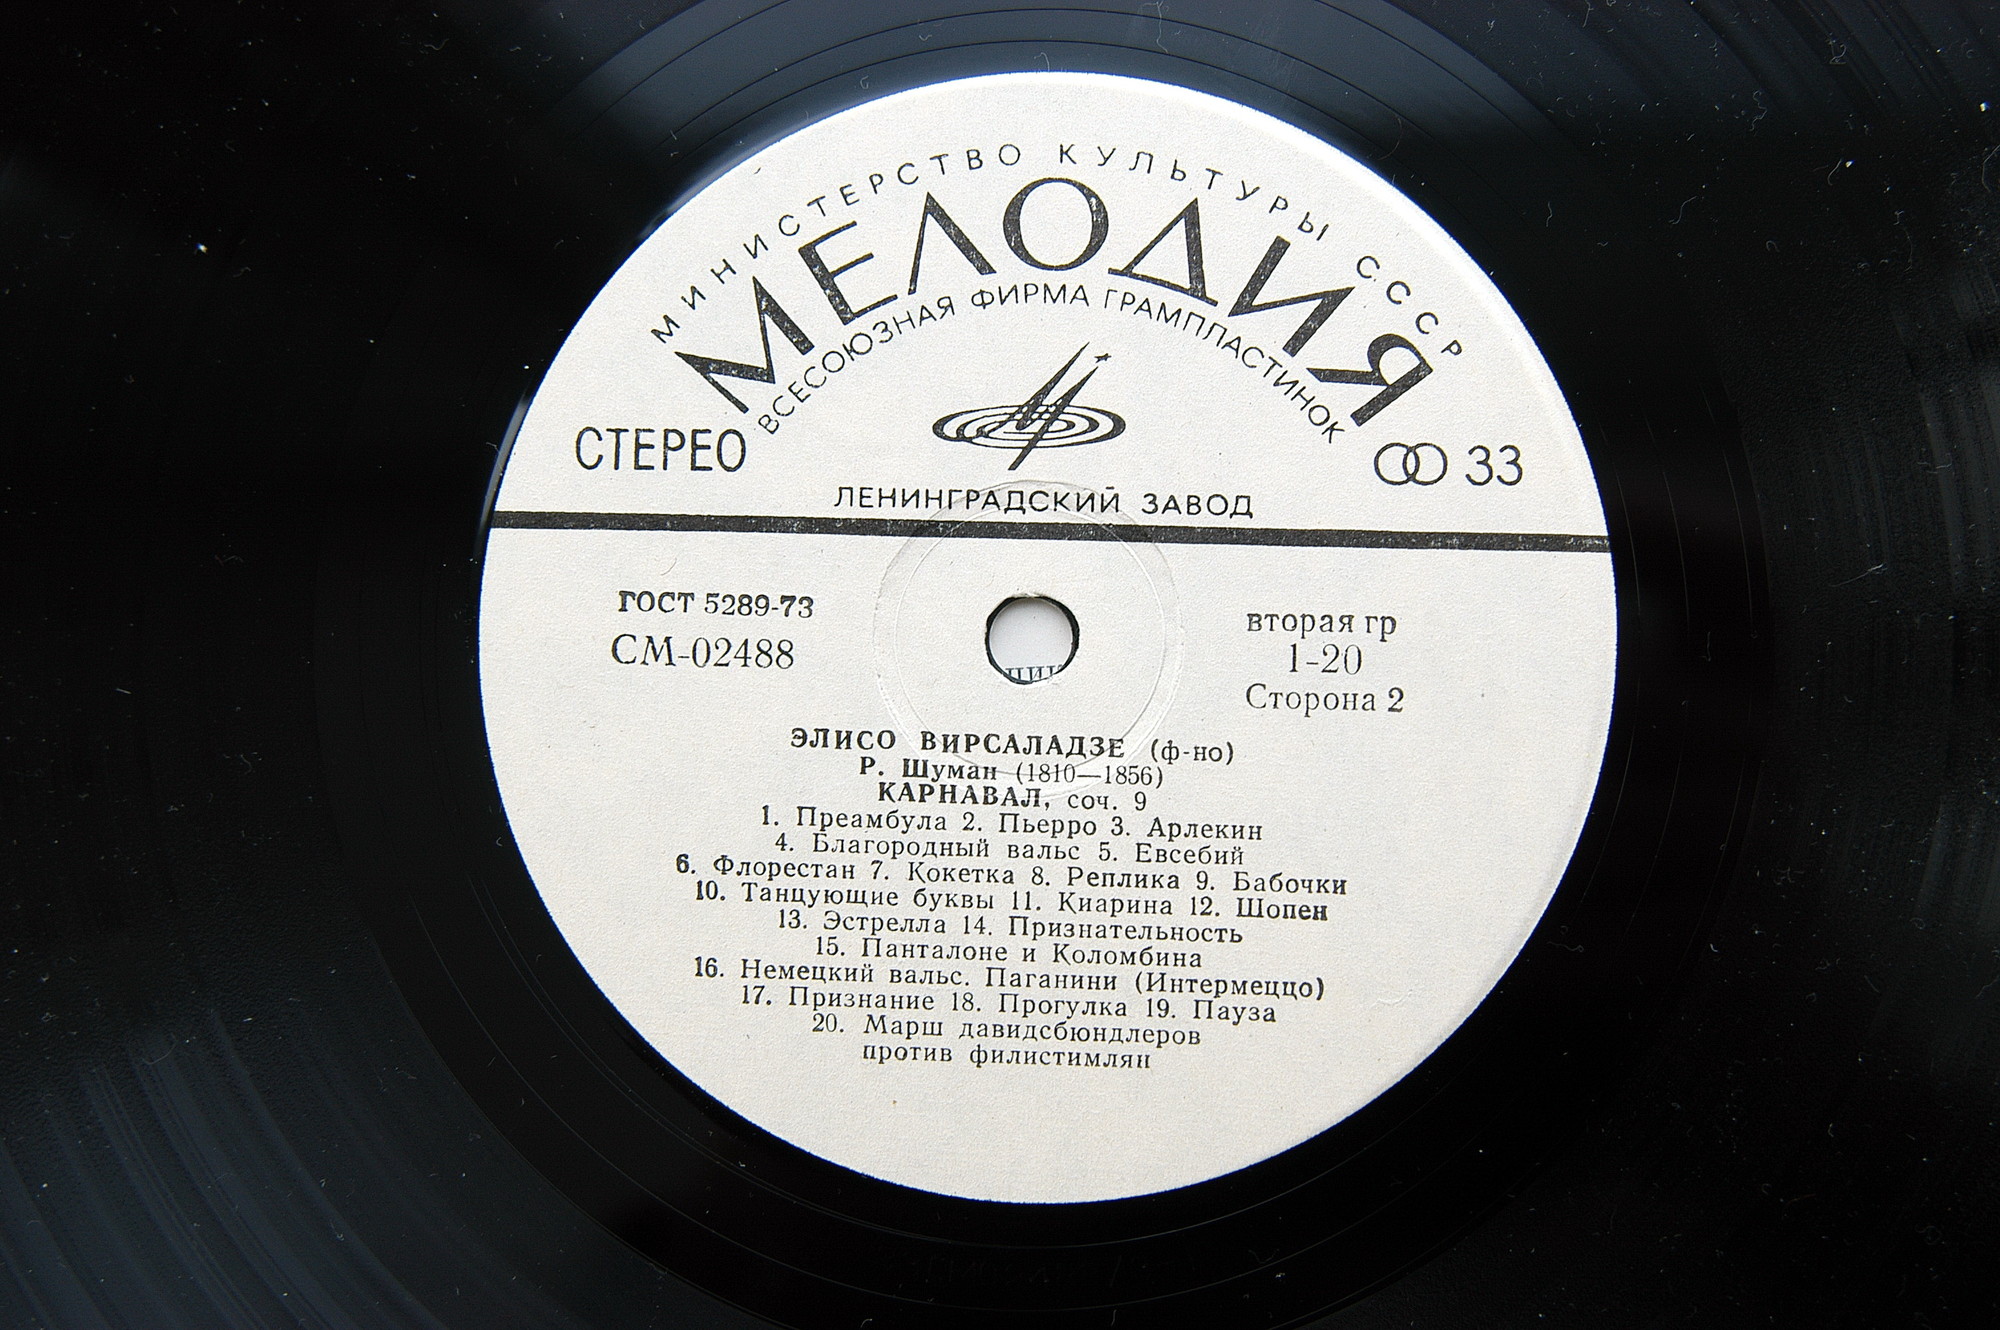 МИНИСТЕРСТВО КУЛЬТУРЫ СССР
МЕЛОДИЯ
ВСЕСОЮЗНАЯ ФИРМА ГРАМПЛАСТИНОК
СТЕРЕО
33
ЛЕНИНГРАДСКИЙ ЗАВОД
ГОСТ 5289-73
СМ-02488
вторая гр
1-20
Сторона 2
ЭЛИСО ВИРСАЛАДЗЕ (ф-но)
Р. Шуман (1810—1856)
КАРНАВАЛ, соч. 9
1. Преамбула 2. Пьерро 3. Арлекин
4. Благородный вальс 5. Евсебий
6. Флорестан 7. Кокетка 8. Реплика 9. Бабочки
10. Танцующие буквы 11. Киарина 12. Шопен
13. Эстрелла 14. Признательность
15. Панталоне и Коломбина
16. Немецкий вальс. Паганини (Интермеццо)
17. Признание 18. Прогулка 19. Пауза
20. Марш давидсбюндлеров
против филистимлян